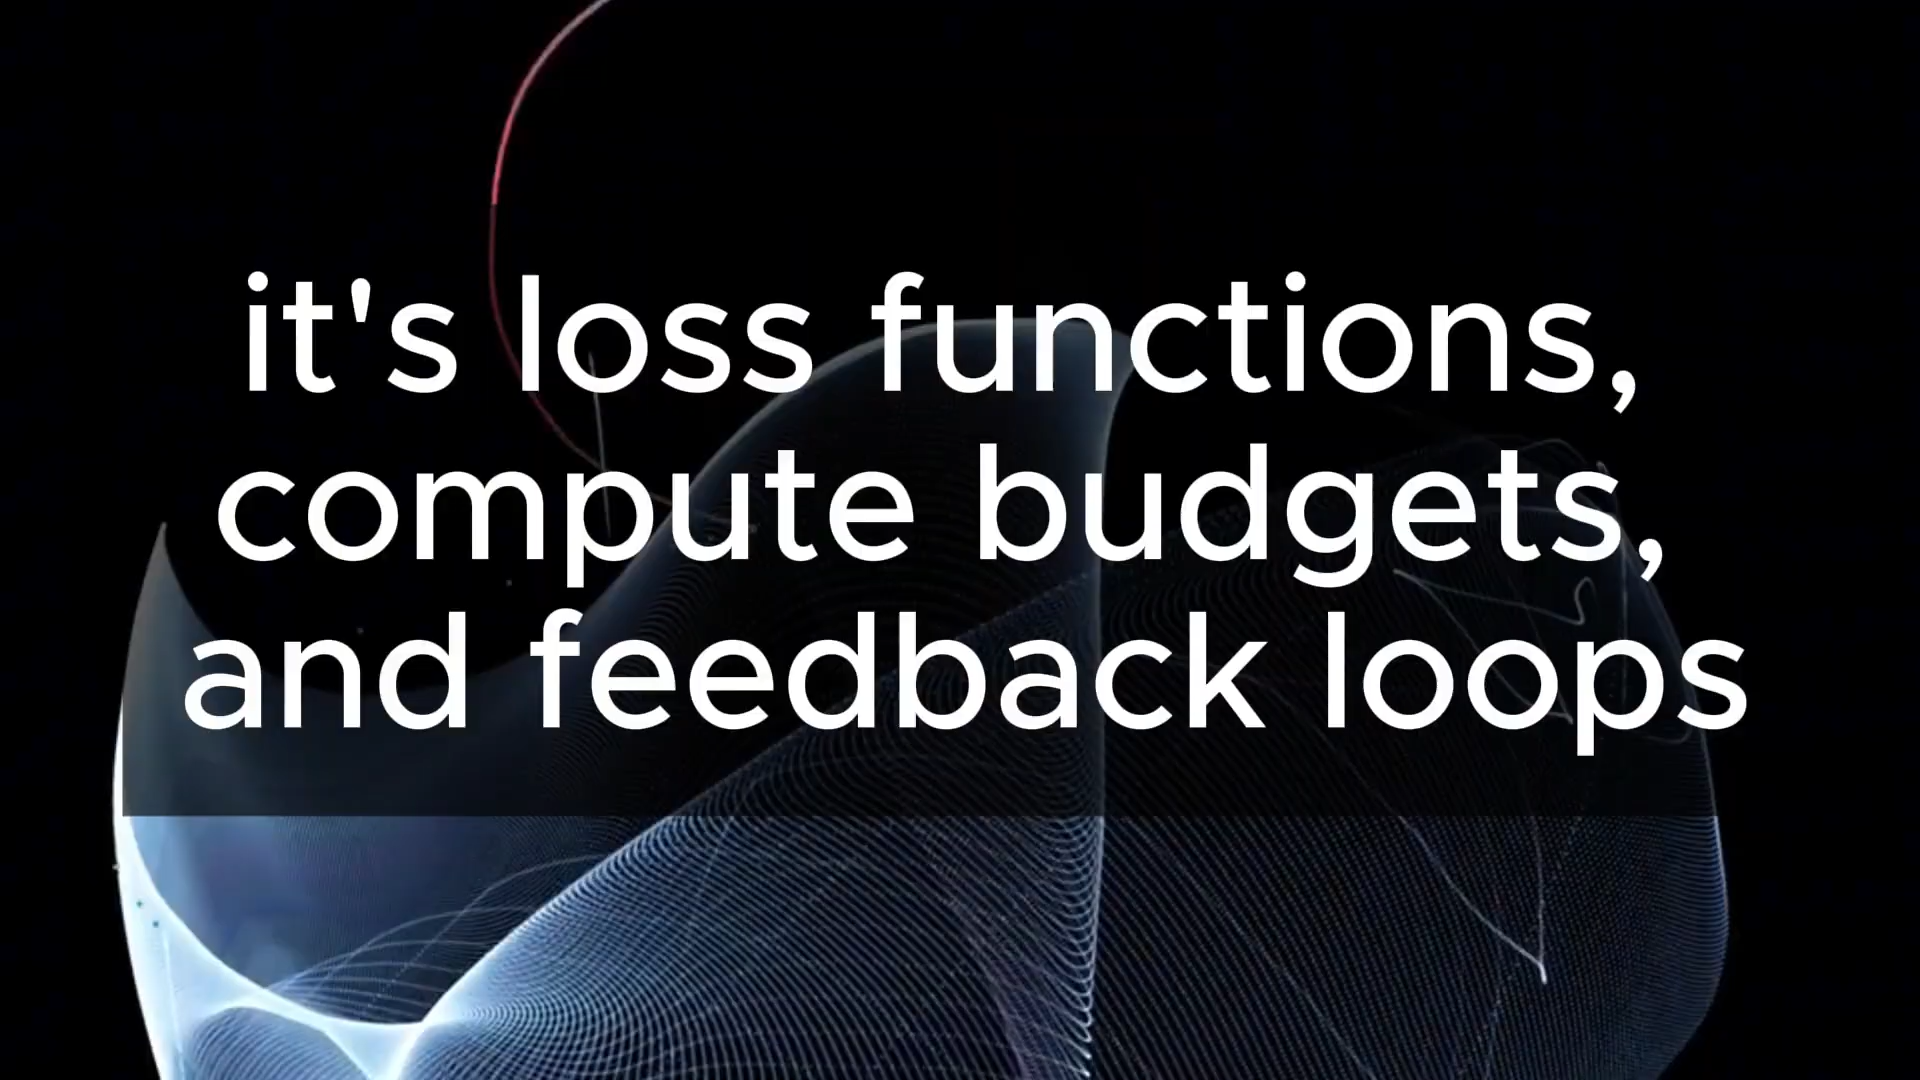 it's loss functions,
compute budgets,
and feedback loops